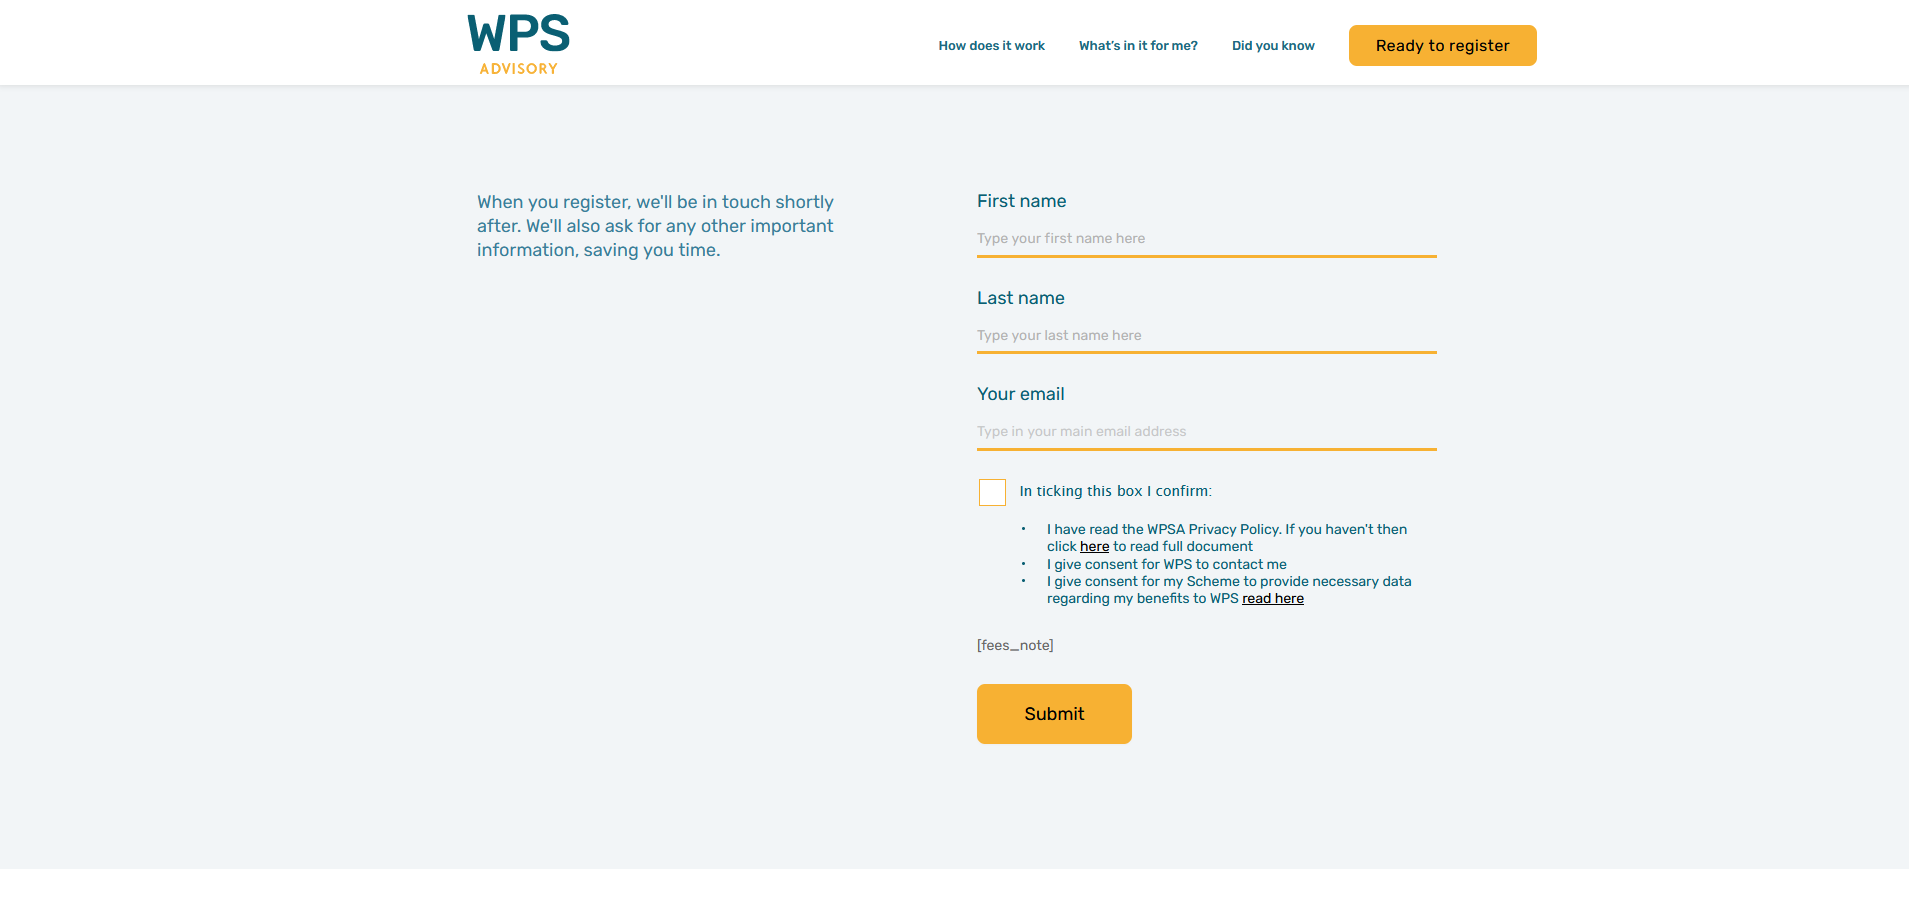 WPS
ADVISORY
How does it work
What's in it for me?
Did you know
Ready to register
When you register, we'll be in touch shortly
after. We'll also ask for any other important
information, saving you time.
First name
Type your first name here
Last name
Type your last name here
Your email
Type in your main email address
In ticking this box I confirm:
• I have read the WPSA Privacy Policy. If you haven't then
click here to read full document
• I give consent for WPS to contact me
• I give consent for my Scheme to provide necessary data
regarding my benefits to WPS read here
[fees_note]
Submit